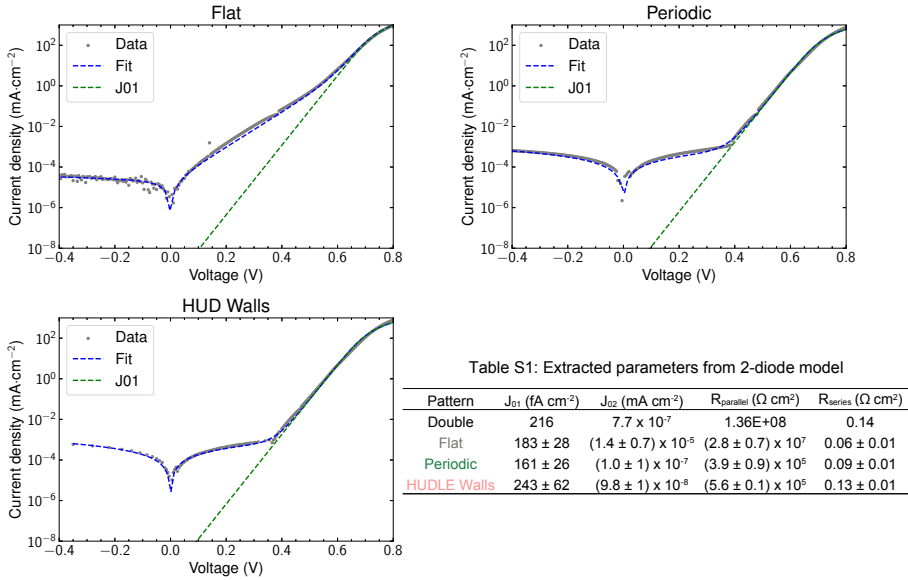 Flat
Current density (mA·cm⁻²)
10²
10⁰
10⁻²
10⁻⁴
10⁻⁶
10⁻⁸
Data
Fit
J01
−0.4 −0.2 0.0 0.2 0.4 0.6 0.8
Voltage (V)
Periodic
Current density (mA·cm⁻²)
10²
10⁰
10⁻²
10⁻⁴
10⁻⁶
10⁻⁸
Data
Fit
J01
−0.4 −0.2 0.0 0.2 0.4 0.6 0.8
Voltage (V)
HUD Walls
Current density (mA·cm⁻²)
10²
10⁰
10⁻²
10⁻⁴
10⁻⁶
10⁻⁸
Data
Fit
J01
−0.4 −0.2 0.0 0.2 0.4 0.6 0.8
Voltage (V)
Table S1: Extracted parameters from 2-diode model
Pattern J₀₁ (fA cm⁻²) J₀₂ (mA cm⁻²) Rparallel (Ω cm²) Rseries (Ω cm²)
Double 216 7.7 x 10⁻⁷ 1.36E+08 0.14
Flat 183 ± 28 (1.4 ± 0.7) x 10⁻⁵ (2.8 ± 0.7) x 10⁷ 0.06 ± 0.01
Periodic 161 ± 26 (1.0 ± 1) x 10⁻⁷ (3.9 ± 0.9) x 10⁵ 0.09 ± 0.01
HUDLE Walls 243 ± 62 (9.8 ± 1) x 10⁻⁸ (5.6 ± 0.1) x 10⁵ 0.13 ± 0.01